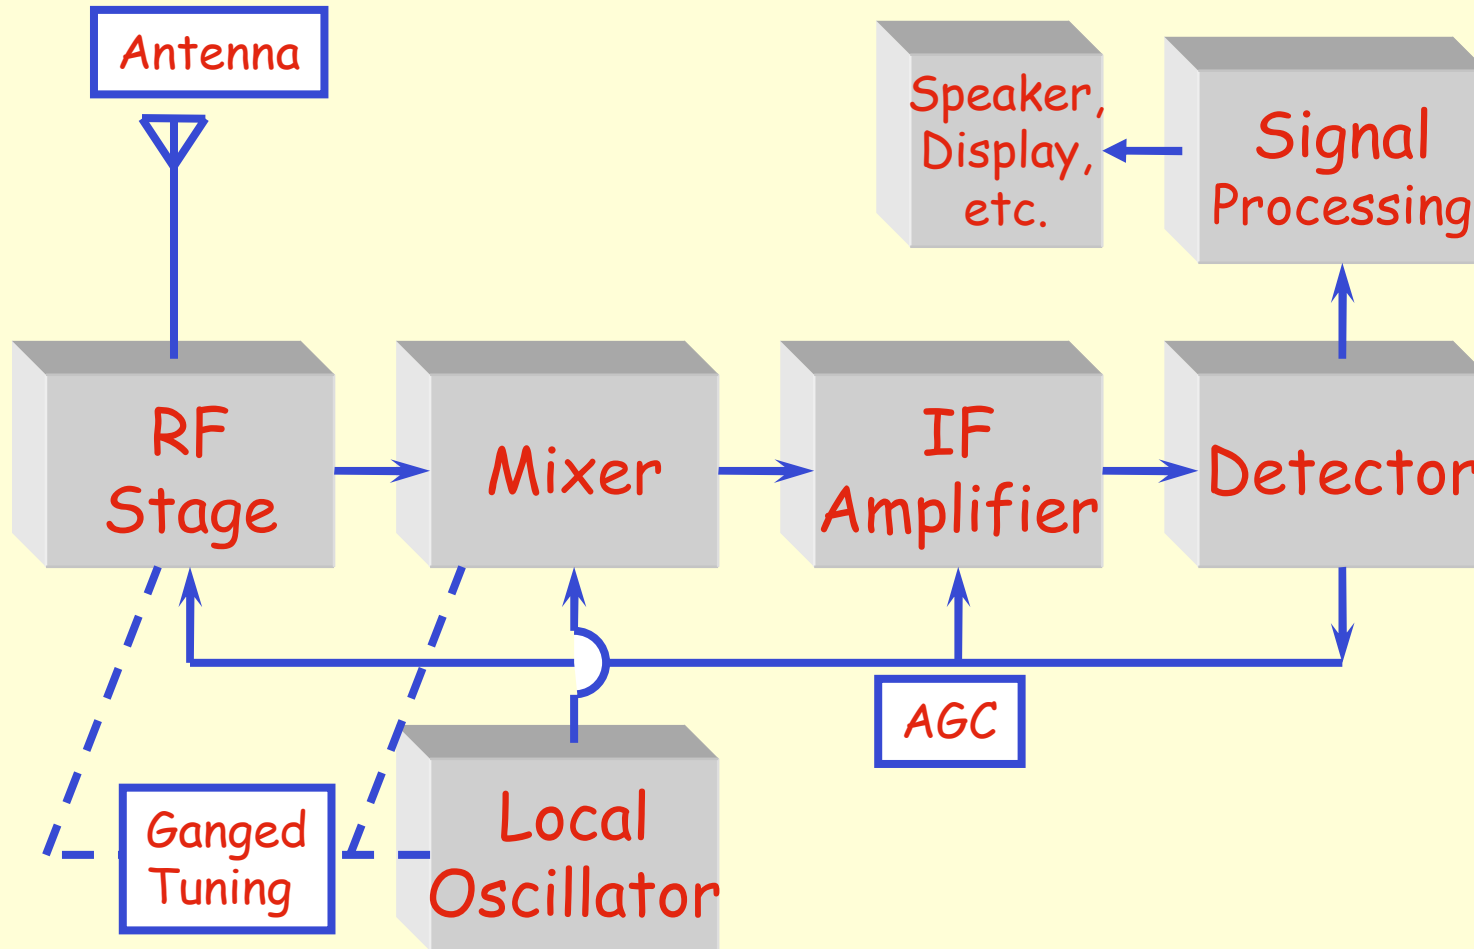 Antenna
Speaker,
Display,
etc.
Signal
Processing
RF
Stage
Mixer
IF
Amplifier
Detector
AGC
Ganged
Tuning
Local
Oscillator